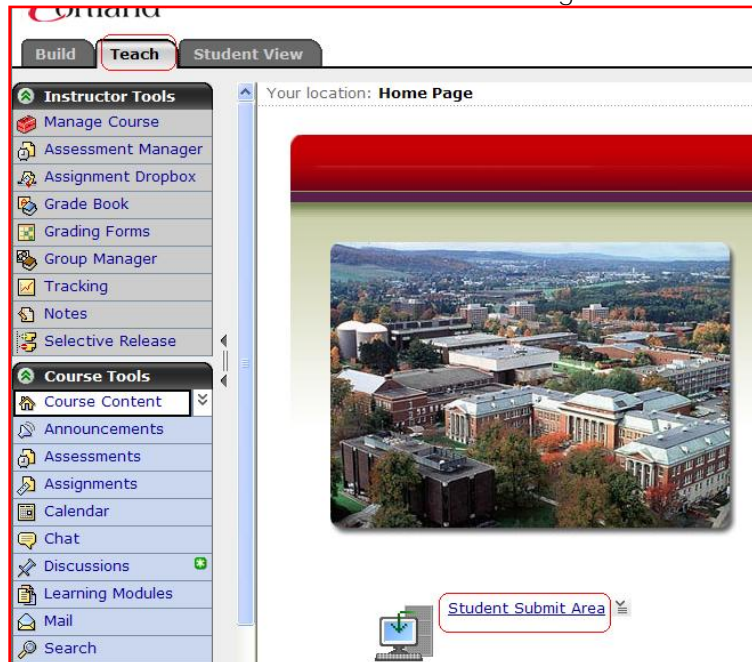 Cortland
Build Teach Student View
Instructor Tools
Manage Course
Assessment Manager
Assignment Dropbox
Grade Book
Grading Forms
Group Manager
Tracking
Notes
Selective Release
Course Tools
Course Content
Announcements
Assessments
Assignments
Calendar
Chat
Discussions
Learning Modules
Mail
Search
Your location: Home Page
Student Submit Area